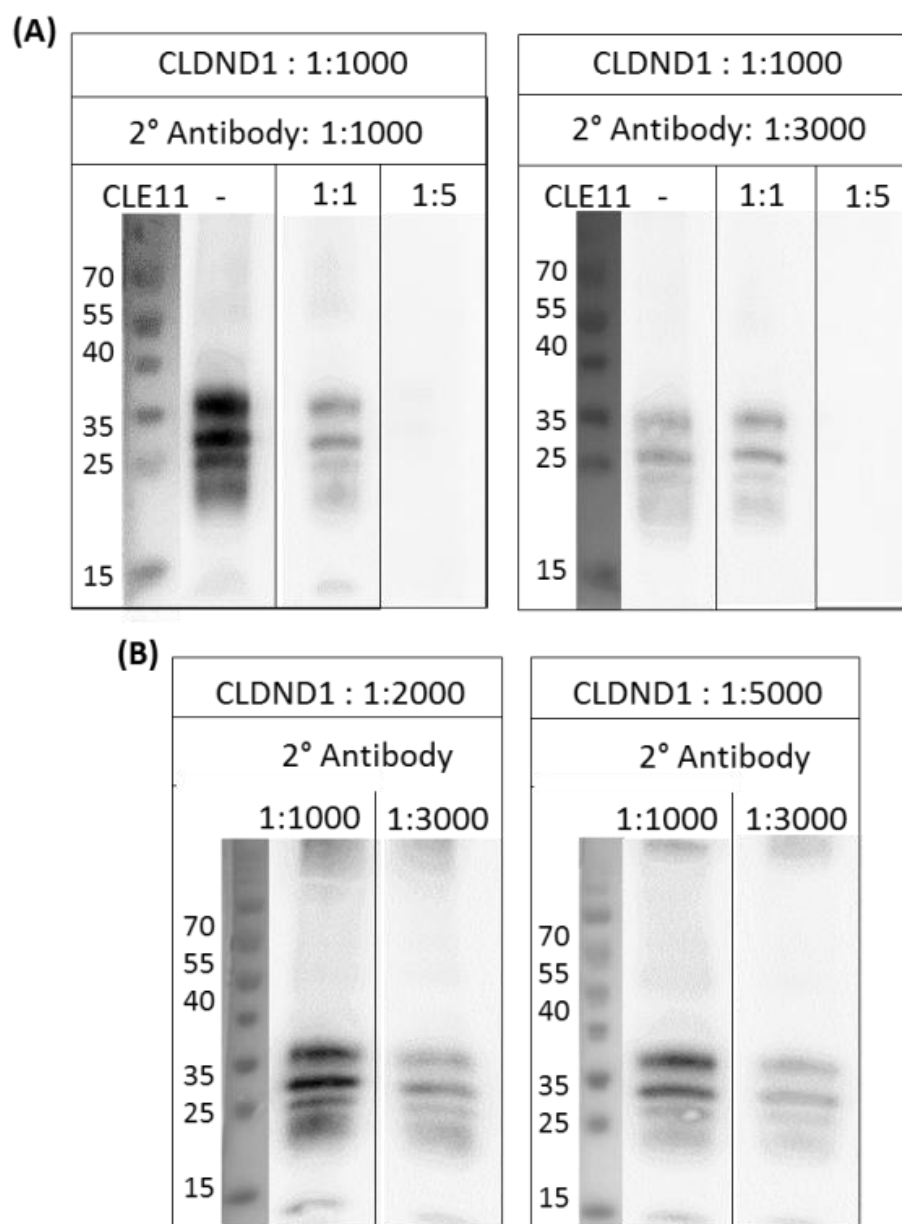 (A)
CLDND1 : 1:1000
2° Antibody: 1:1000
CLE11 - 1:1 1:5
70
55
40
35
25
15
CLDND1 : 1:1000
2° Antibody: 1:3000
CLE11 - 1:1 1:5
70
55
40
35
25
15
(B)
CLDND1 : 1:2000
2° Antibody
1:1000 1:3000
70
55
40
35
25
15
CLDND1 : 1:5000
2° Antibody
1:1000 1:3000
70
55
40
35
25
15